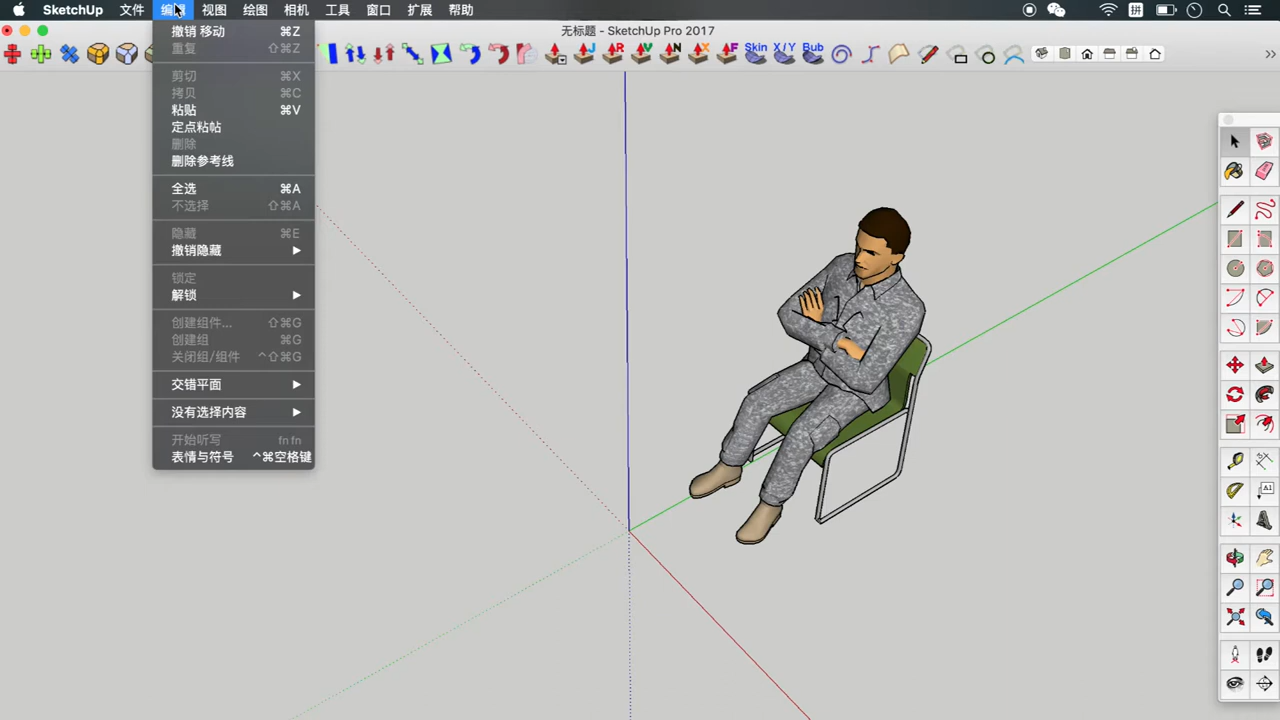 SketchUp 文件 编辑 视图 绘图 相机 工具 窗口 扩展 帮助
无标题 - SketchUp Pro 2017
J R V N X F Skin X/Y Bub
撤销 移动 ⌘Z
重复 ⇧⌘Z
剪切 ⌘X
拷贝 ⌘C
粘贴 ⌘V
定点粘帖
删除
删除参考线
全选 ⌘A
不选择 ⇧⌘A
隐藏 ⌘E
撤销隐藏
锁定
解锁
创建组件... ⇧⌘G
创建组 ⌘G
关闭组/组件 ^⇧⌘G
交错平面
没有选择内容
开始听写 fn fn
表情与符号 ^⌘空格键
A1